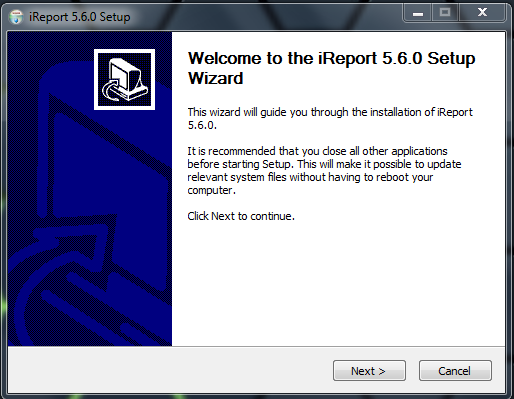 iReport 5.6.0 Setup
Welcome to the iReport 5.6.0 Setup
Wizard
This wizard will guide you through the installation of iReport
5.6.0.
It is recommended that you close all other applications
before starting Setup. This will make it possible to update
relevant system files without having to reboot your
computer.
Click Next to continue.
Next >
Cancel